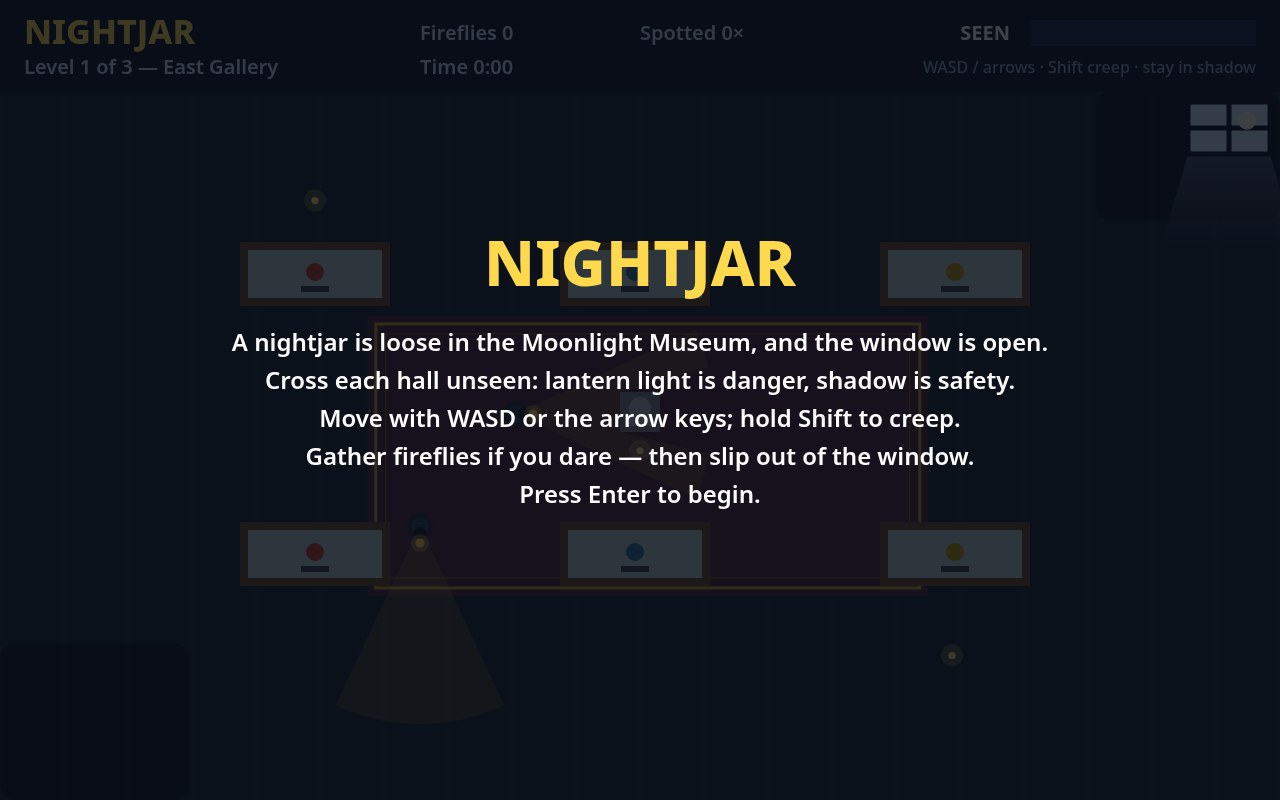 NIGHTJAR
Fireflies 0
Spotted 0×
SEEN
Level 1 of 3 — East Gallery
Time 0:00
WASD / arrows · Shift creep · stay in shadow
NIGHTJAR
A nightjar is loose in the Moonlight Museum, and the window is open.
Cross each hall unseen: lantern light is danger, shadow is safety.
Move with WASD or the arrow keys; hold Shift to creep.
Gather fireflies if you dare — then slip out of the window.
Press Enter to begin.